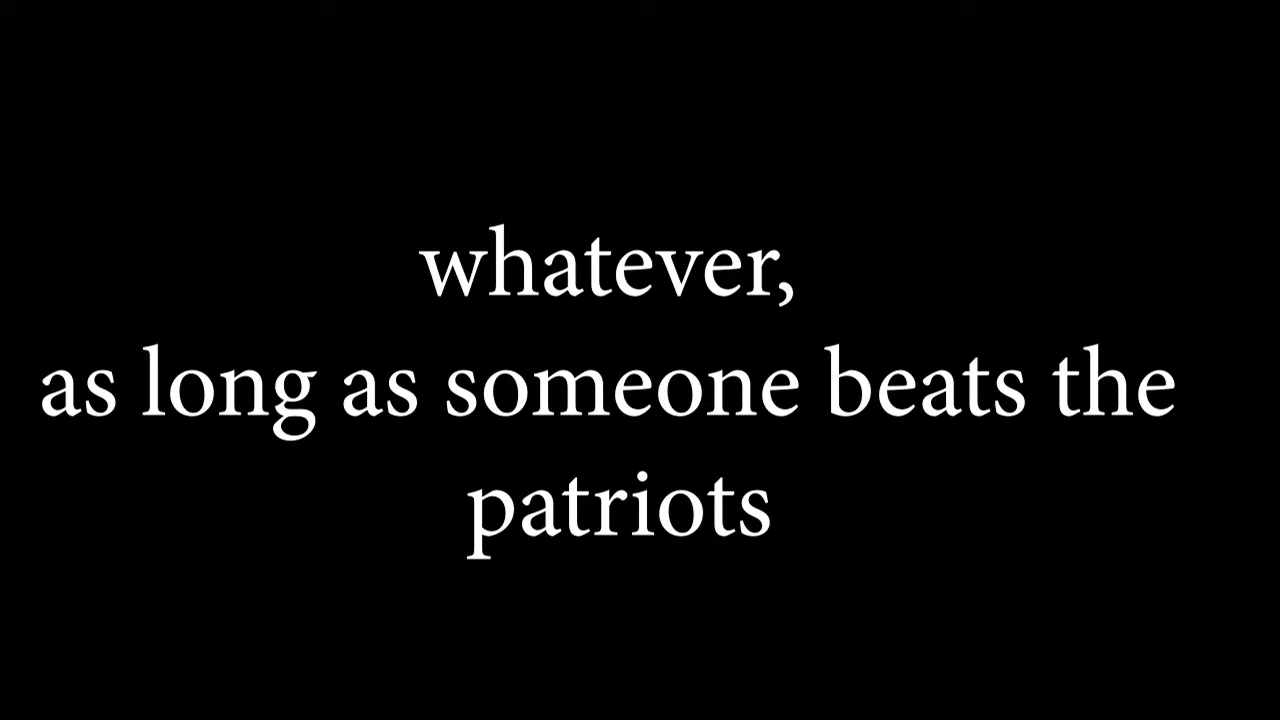 whatever,
as long as someone beats the
patriots